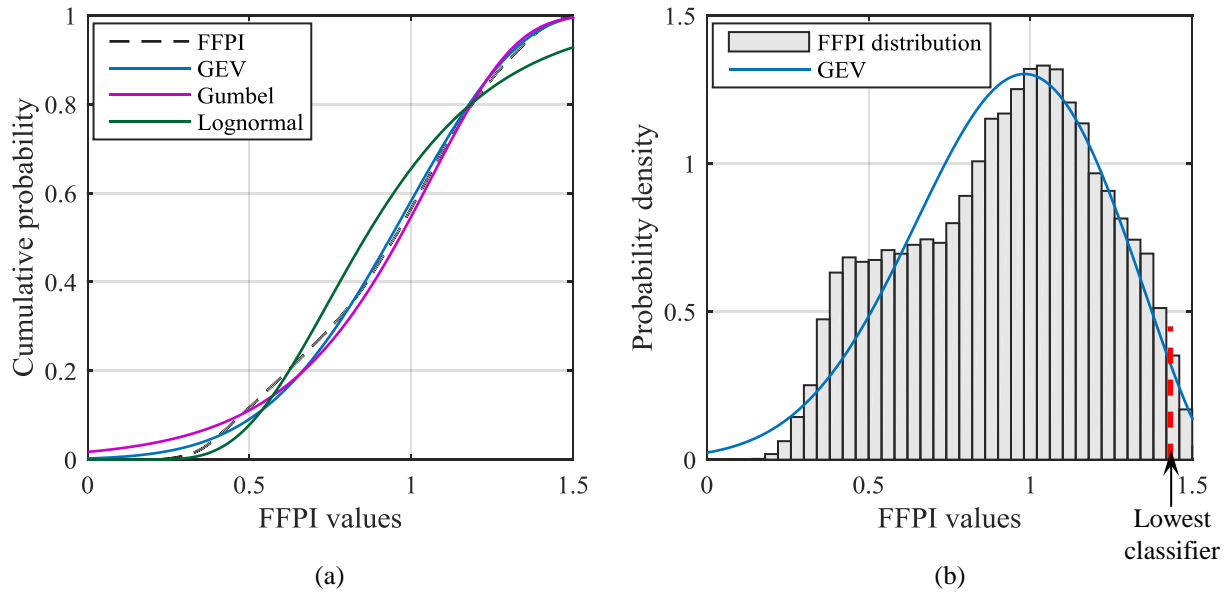 1
0.8
0.6
0.4
0.2
0
0
0.5
1
1.5
Cumulative probability
FFPI values
FFPI
GEV
Gumbel
Lognormal
(a)
1.5
1
0.5
0
0
0.5
1
1.5
Probability density
FFPI values
FFPI distribution
GEV
Lowest
classifier
(b)